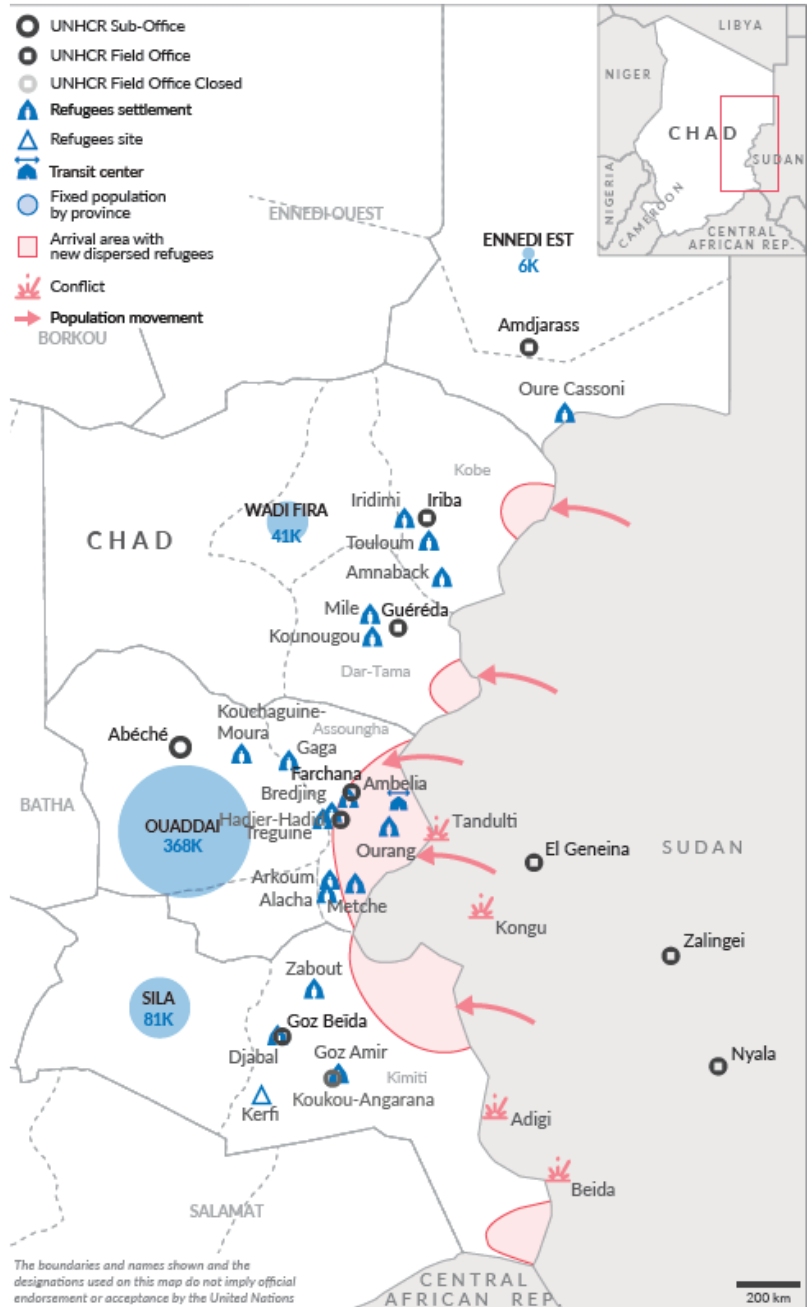 UNHCR Sub-Office
UNHCR Field Office
UNHCR Field Office Closed
Refugees settlement
Refugees site
Transit center
Fixed population
by province
Arrival area with
new dispersed refugees
Conflict
Population movement
LIBYA
NIGER
CHAD
SUDAN
NIGERIA
CAMEROON
CENTRAL
AFRICAN REP.
ENNEDI OUEST
ENNEDI EST
6K
Amdjarass
BORKOU
Oure Cassoni
Kobe
WADI FIRA
41K
Iridimi
Iriba
CHAD
Touloum
Amnaback
Mile
Guéréda
Kounougou
Dar-Tama
Kouchaguine-
Moura
Assoungha
Abéché
Gaga
Farchana
Ambelia
Bredjing
BATHA
OUADDAI
368K
Hadjer-Hadid
Treguine
Tandulti
Ourang
El Geneina
SUDAN
Arkoum
Alacha
Metche
Kongu
Zalingei
Zabout
SILA
81K
Goz Beïda
Djabal
Goz Amir
Kimiti
Nyala
Koukou-Angarana
Kerfi
Adigi
Beida
SALAMAT
The boundaries and names shown and the
designations used on this map do not imply official
endorsement or acceptance by the United Nations
CENTRAL
AFRICAN REP.
200 km